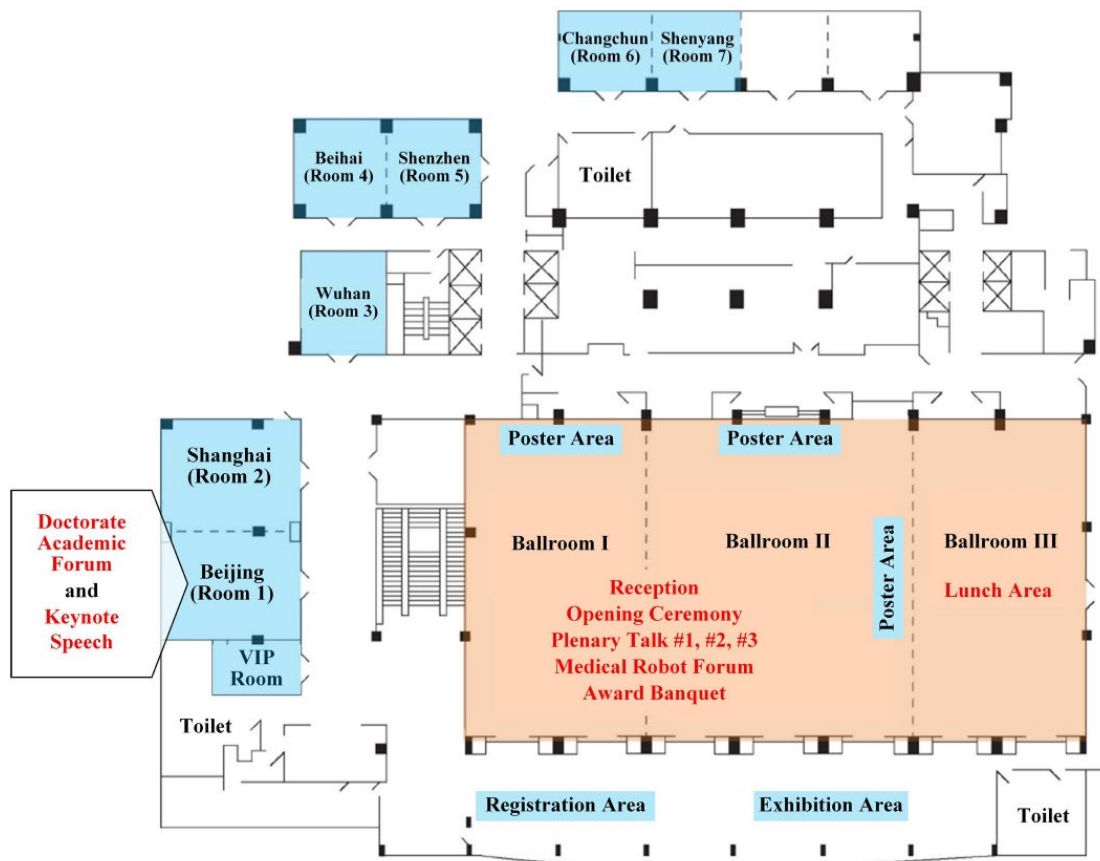 Changchun
(Room 6)
Shenyang
(Room 7)
Beihai
(Room 4)
Shenzhen
(Room 5)
Toilet
Wuhan
(Room 3)
Poster Area
Poster Area
Shanghai
(Room 2)
Doctorate
Academic
Forum
and
Keynote
Speech
Beijing
(Room 1)
VIP
Room
Ballroom I
Ballroom II
Poster Area
Ballroom III
Reception
Opening Ceremony
Plenary Talk #1, #2, #3
Medical Robot Forum
Award Banquet
Lunch Area
Toilet
Registration Area
Exhibition Area
Toilet